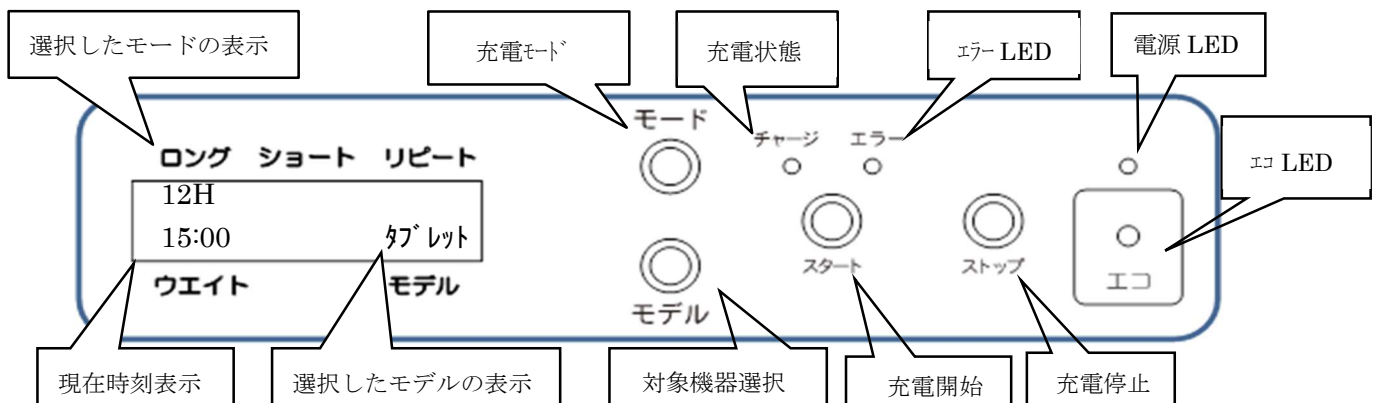 選択したモードの表示
充電ﾓｰﾄﾞ
充電状態
ｴﾗｰ LED
電源 LED
モード
チャージ エラー
ロング ショート リピート
ｴｺ LED
12H
15:00 ﾀﾌﾞﾚｯﾄ
スタート
ストップ
エコ
ウエイト モデル
モデル
現在時刻表示
選択したモデルの表示
対象機器選択
充電開始
充電停止